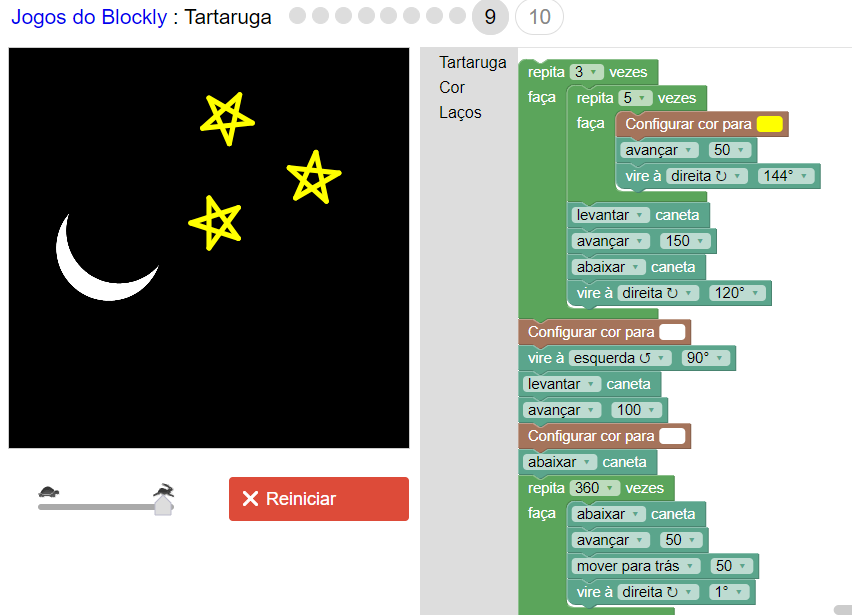 Jogos do Blockly : Tartaruga 9 10
Tartaruga
Cor
Laços
repita 3 vezes
faça repita 5 vezes
faça Configurar cor para
avançar 50
vire à direita ↻ 144°
levantar caneta
avançar 150
abaixar caneta
vire à direita ↻ 120°
Configurar cor para
vire à esquerda ↺ 90°
levantar caneta
avançar 100
Configurar cor para
abaixar caneta
repita 360 vezes
faça abaixar caneta
avançar 50
mover para trás 50
vire à direita ↻ 1°
Reiniciar